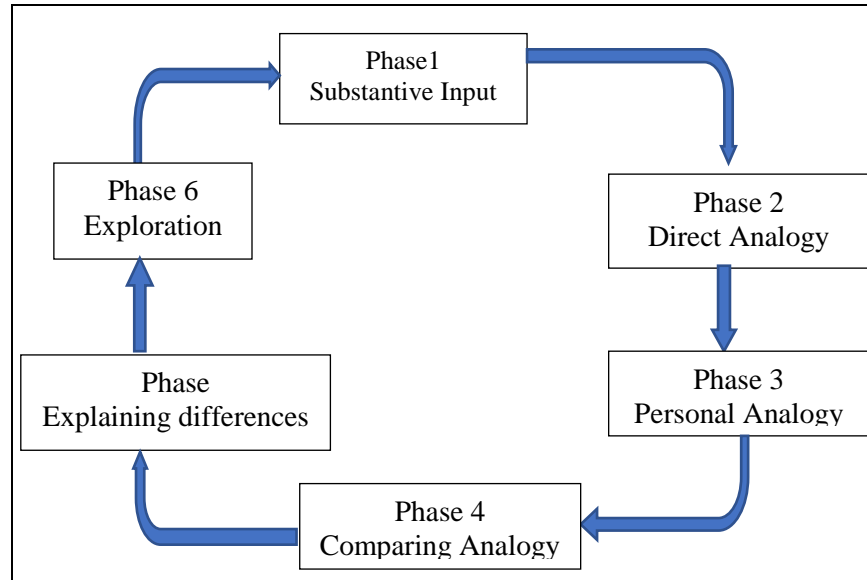 Phase1
Substantive Input
Phase 2
Direct Analogy
Phase 3
Personal Analogy
Phase 4
Comparing Analogy
Phase
Explaining differences
Phase 6
Exploration